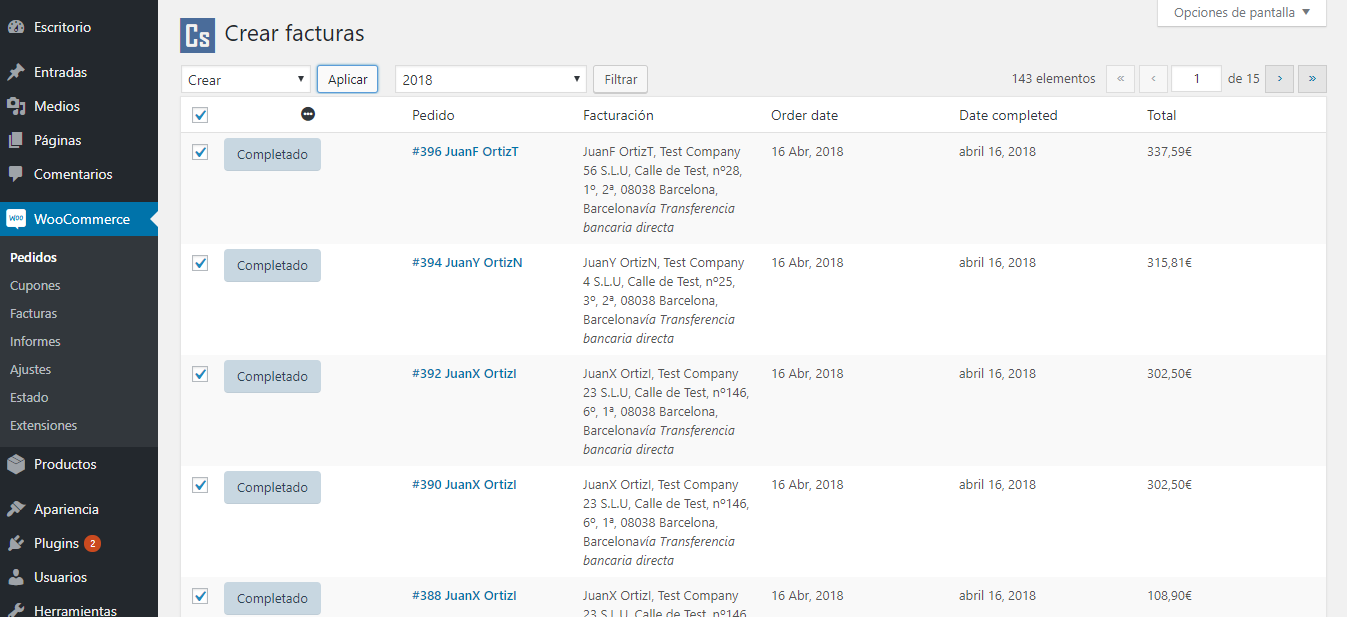 Escritorio
Entradas
Medios
Páginas
Comentarios
Woo WooCommerce
Pedidos
Cupones
Facturas
Informes
Ajustes
Estado
Extensiones
Productos
Apariencia
Plugins 2
Usuarios
Herramientas
Opciones de pantalla
Cs Crear facturas
Crear Aplicar 2018 Filtrar 143 elementos « ‹ 1 de 15 › »
Pedido Facturación Order date Date completed Total
Completado #396 JuanF OrtizT JuanF OrtizT, Test Company 16 Abr, 2018 abril 16, 2018 337,59€
56 S.L.U, Calle de Test, nº28,
1º, 2ª, 08038 Barcelona,
Barcelonavía Transferencia
bancaria directa
Completado #394 JuanY OrtizN JuanY OrtizN, Test Company 16 Abr, 2018 abril 16, 2018 315,81€
4 S.L.U, Calle de Test, nº25,
3º, 2ª, 08038 Barcelona,
Barcelonavía Transferencia
bancaria directa
Completado #392 JuanX OrtizI JuanX OrtizI, Test Company 16 Abr, 2018 abril 16, 2018 302,50€
23 S.L.U, Calle de Test, nº146,
6º, 1ª, 08038 Barcelona,
Barcelonavía Transferencia
bancaria directa
Completado #390 JuanX OrtizI JuanX OrtizI, Test Company 16 Abr, 2018 abril 16, 2018 302,50€
23 S.L.U, Calle de Test, nº146,
6º, 1ª, 08038 Barcelona,
Barcelonavía Transferencia
bancaria directa
Completado #388 JuanX OrtizI JuanX OrtizI, Test Company 16 Abr, 2018 abril 16, 2018 108,90€
23 S.L.U, Calle de Test, nº146,